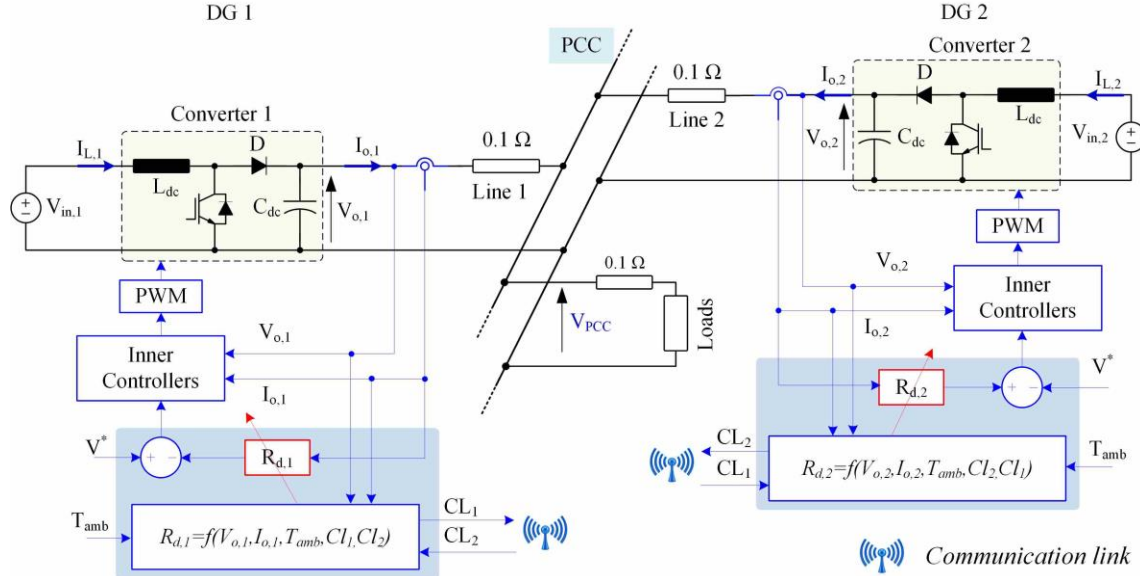 DG 1
DG 2
PCC
Converter 1
I_L,1
L_dc
D
C_dc
V_in,1
I_o,1
V_o,1
0.1 Ω
Line 1
0.1 Ω
Line 2
I_o,2
V_o,2
Converter 2
D
C_dc
L_dc
I_L,2
V_in,2
0.1 Ω
V_PCC
Loads
PWM
Inner
Controllers
V_o,1
I_o,1
V*
+ -
R_d,1
T_amb
R_d,1=f(V_o,1,I_o,1,T_amb,Cl_1,Cl_2)
CL_1
CL_2
PWM
V_o,2
Inner
Controllers
I_o,2
R_d,2
+ -
V*
CL_2
CL_1
R_d,2=f(V_o,2,I_o,2,T_amb,Cl_2,Cl_1)
T_amb
Communication link